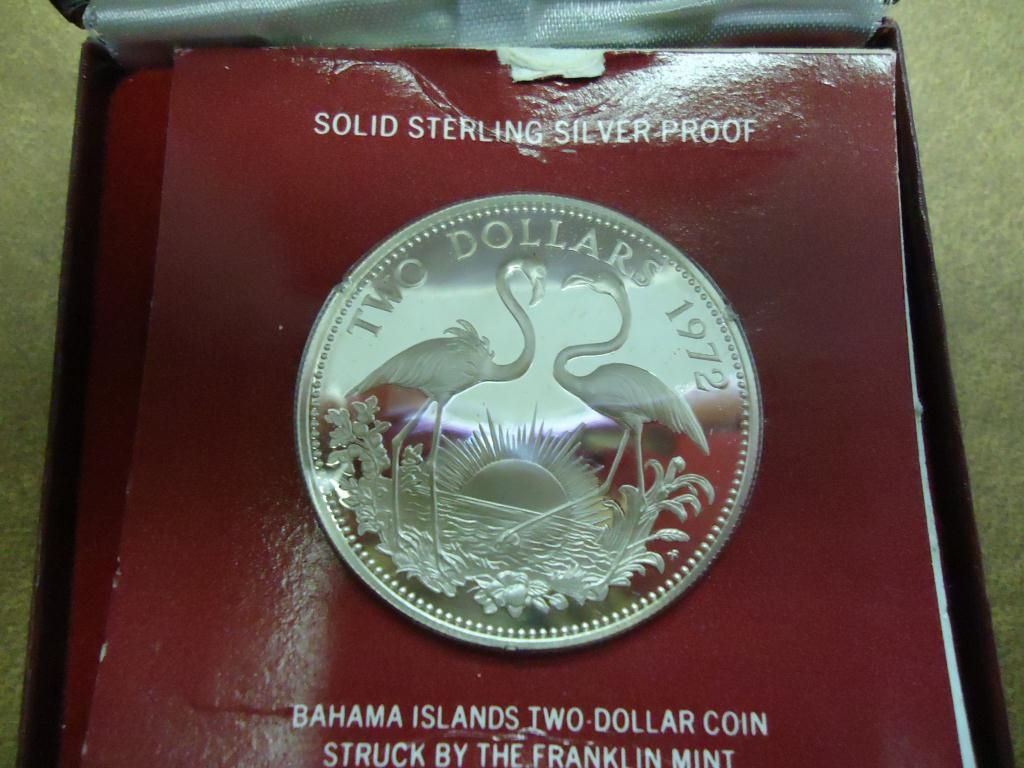 SOLID STERLING SILVER PROOF
TWO DOLLARS 1972
BAHAMA ISLANDS TWO-DOLLAR COIN
STRUCK BY THE FRANKLIN MINT